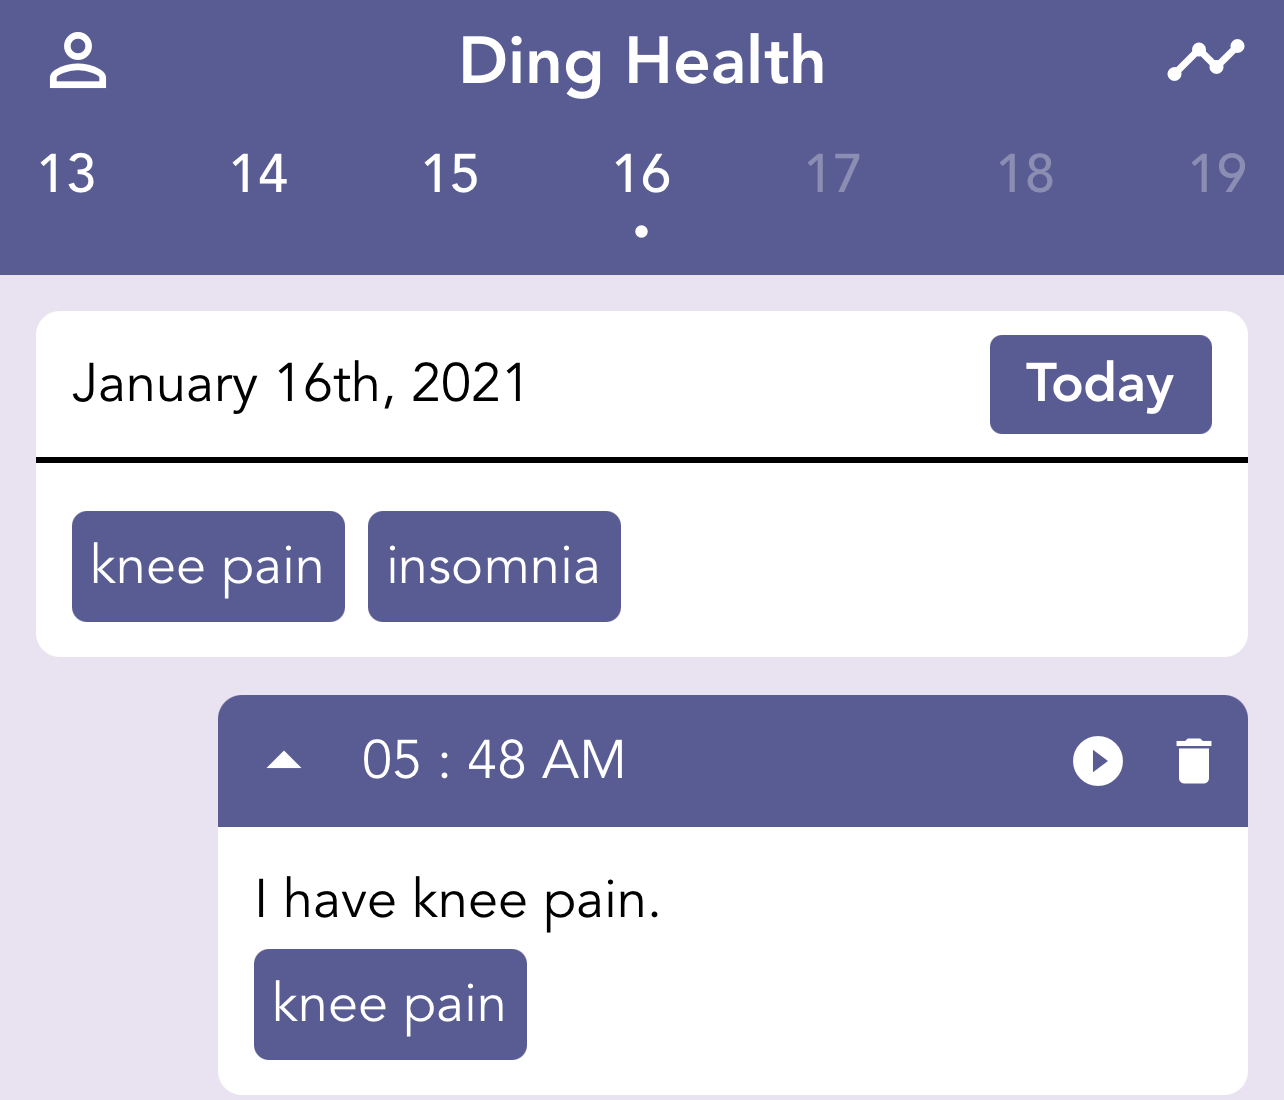 Ding Health
13 14 15 16 17 18 19
January 16th, 2021 Today
knee pain insomnia
05 : 48 AM
I have knee pain.
knee pain